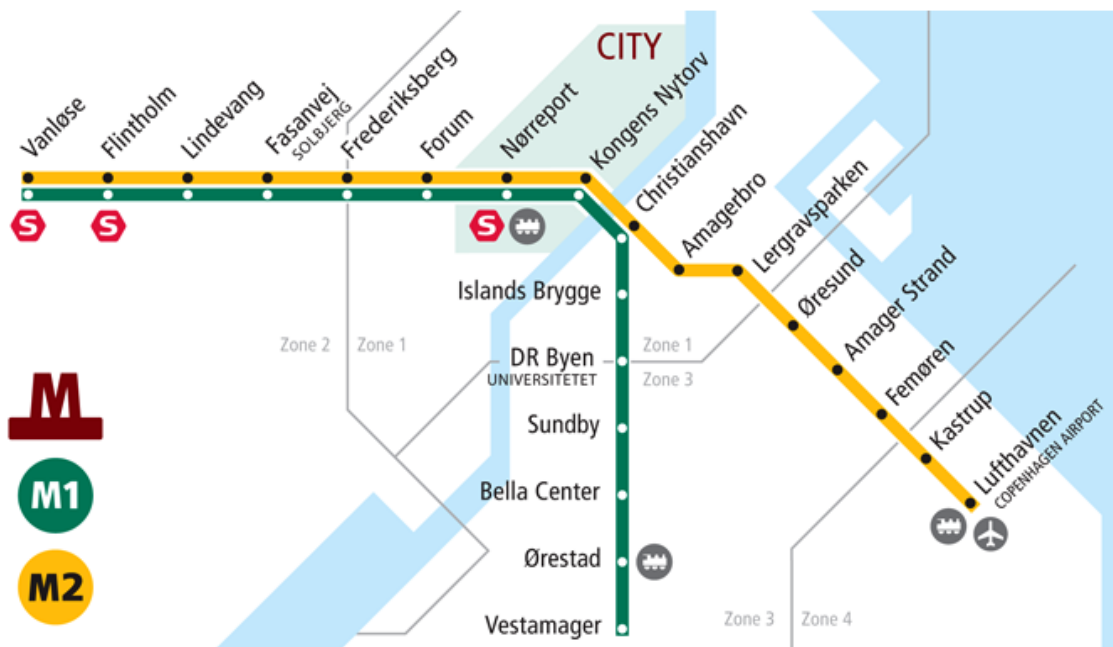 CITY
Vanløse
Flintholm
Lindevang
Fasanvej
SOLBJERG
Frederiksberg
Forum
Nørreport
Kongens Nytorv
Christianshavn
Amagerbro
Lergravsparken
Øresund
Amager Strand
Femøren
Kastrup
Lufthavnen
COPENHAGEN AIRPORT
S
S
S
Islands Brygge
Zone 2
Zone 1
DR Byen
UNIVERSITETET
Zone 1
Zone 3
Sundby
Bella Center
Ørestad
Vestamager
Zone 3
Zone 4
M
M1
M2